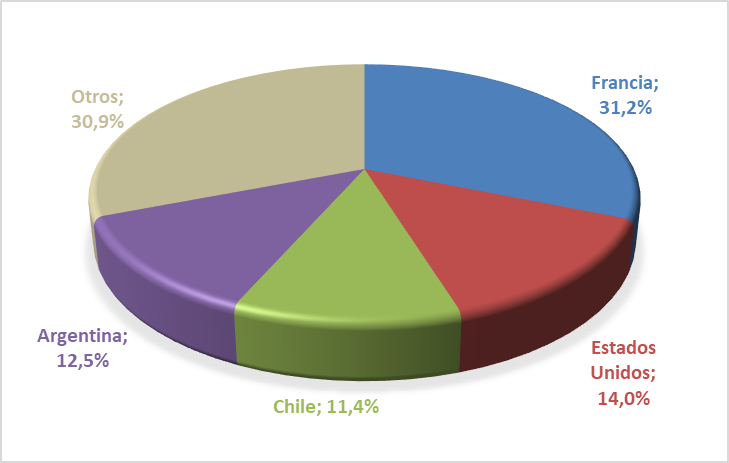 Otros;
30,9%
Francia;
31,2%
Argentina;
12,5%
Estados
Unidos;
14,0%
Chile; 11,4%